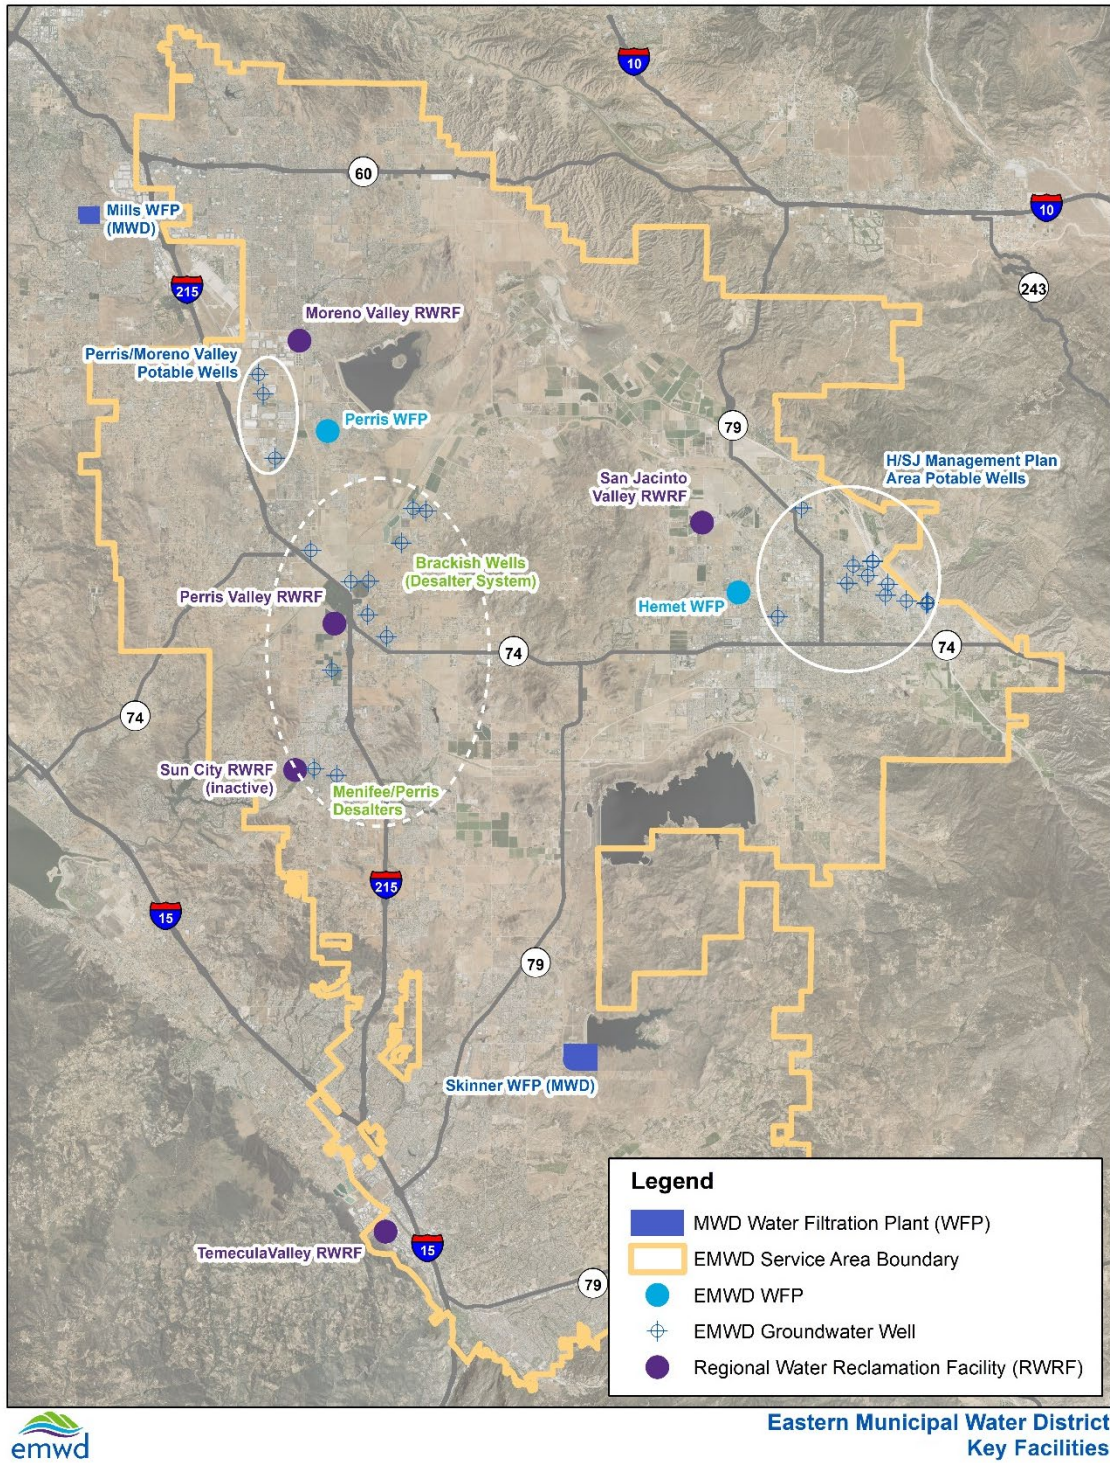 10
60
10
Mills WFP
(MWD)
215
243
Moreno Valley RWRF
Perris/Moreno Valley
Potable Wells
Perris WFP
79
H/SJ Management Plan
Area Potable Wells
San Jacinto
Valley RWRF
Brackish Wells
(Desalter System)
Perris Valley RWRF
Hemet WFP
74
74
74
Sun City RWRF
(inactive)
Menifee/Perris
Desalters
215
15
79
Skinner WFP (MWD)
TemeculaValley RWRF
15
79
Legend
MWD Water Filtration Plant (WFP)
EMWD Service Area Boundary
EMWD WFP
EMWD Groundwater Well
Regional Water Reclamation Facility (RWRF)
emwd
Eastern Municipal Water District
Key Facilities